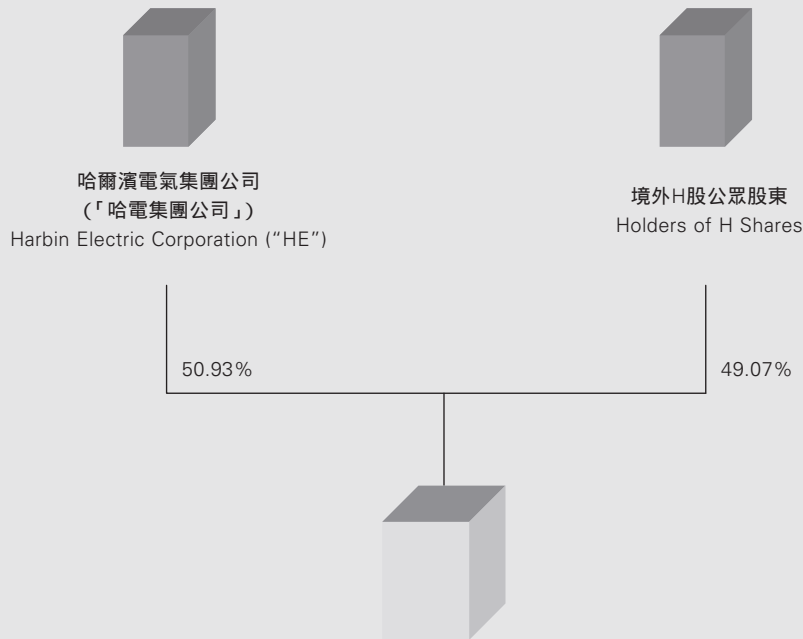 哈爾濱電氣集團公司
(「哈電集團公司」)
Harbin Electric Corporation (“HE”)
境外H股公眾股東
Holders of H Shares
50.93%
49.07%